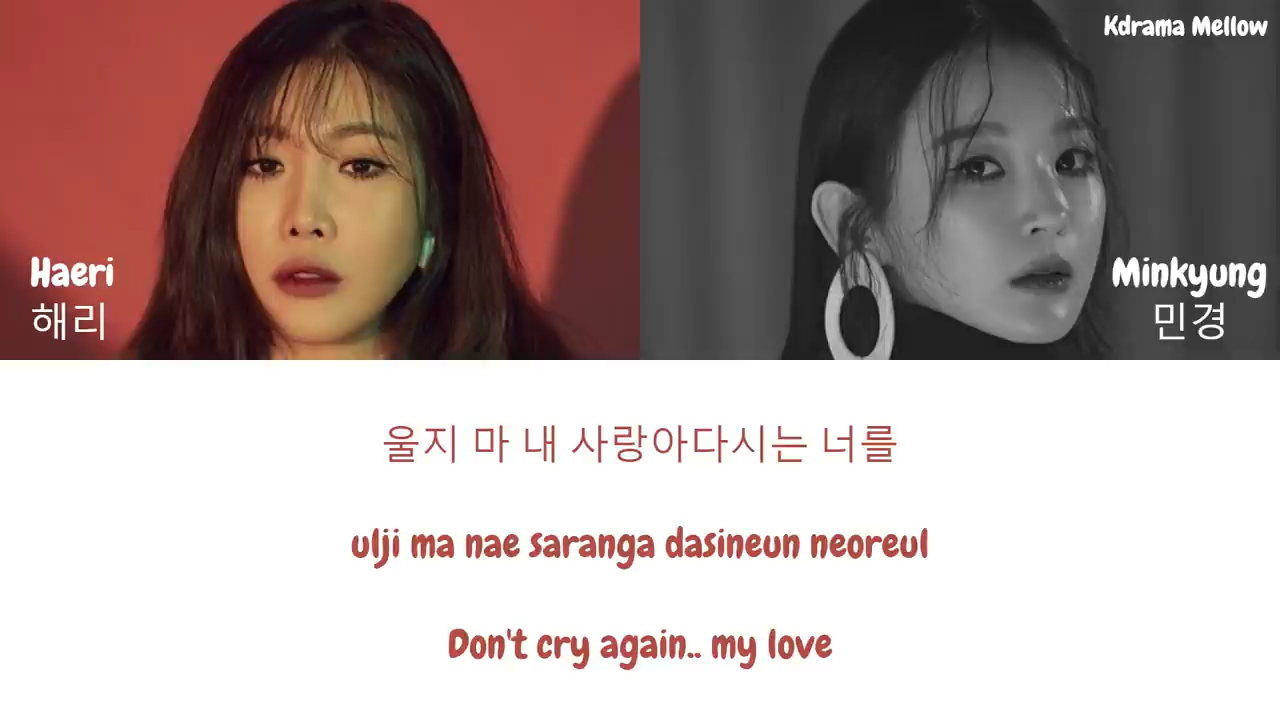 Kdrama Mellow
Haeri
해리
Minkyung
민경
울지 마 내 사랑아다시는 너를
ulji ma nae saranga dasineun neoreul
Don't cry again.. my love